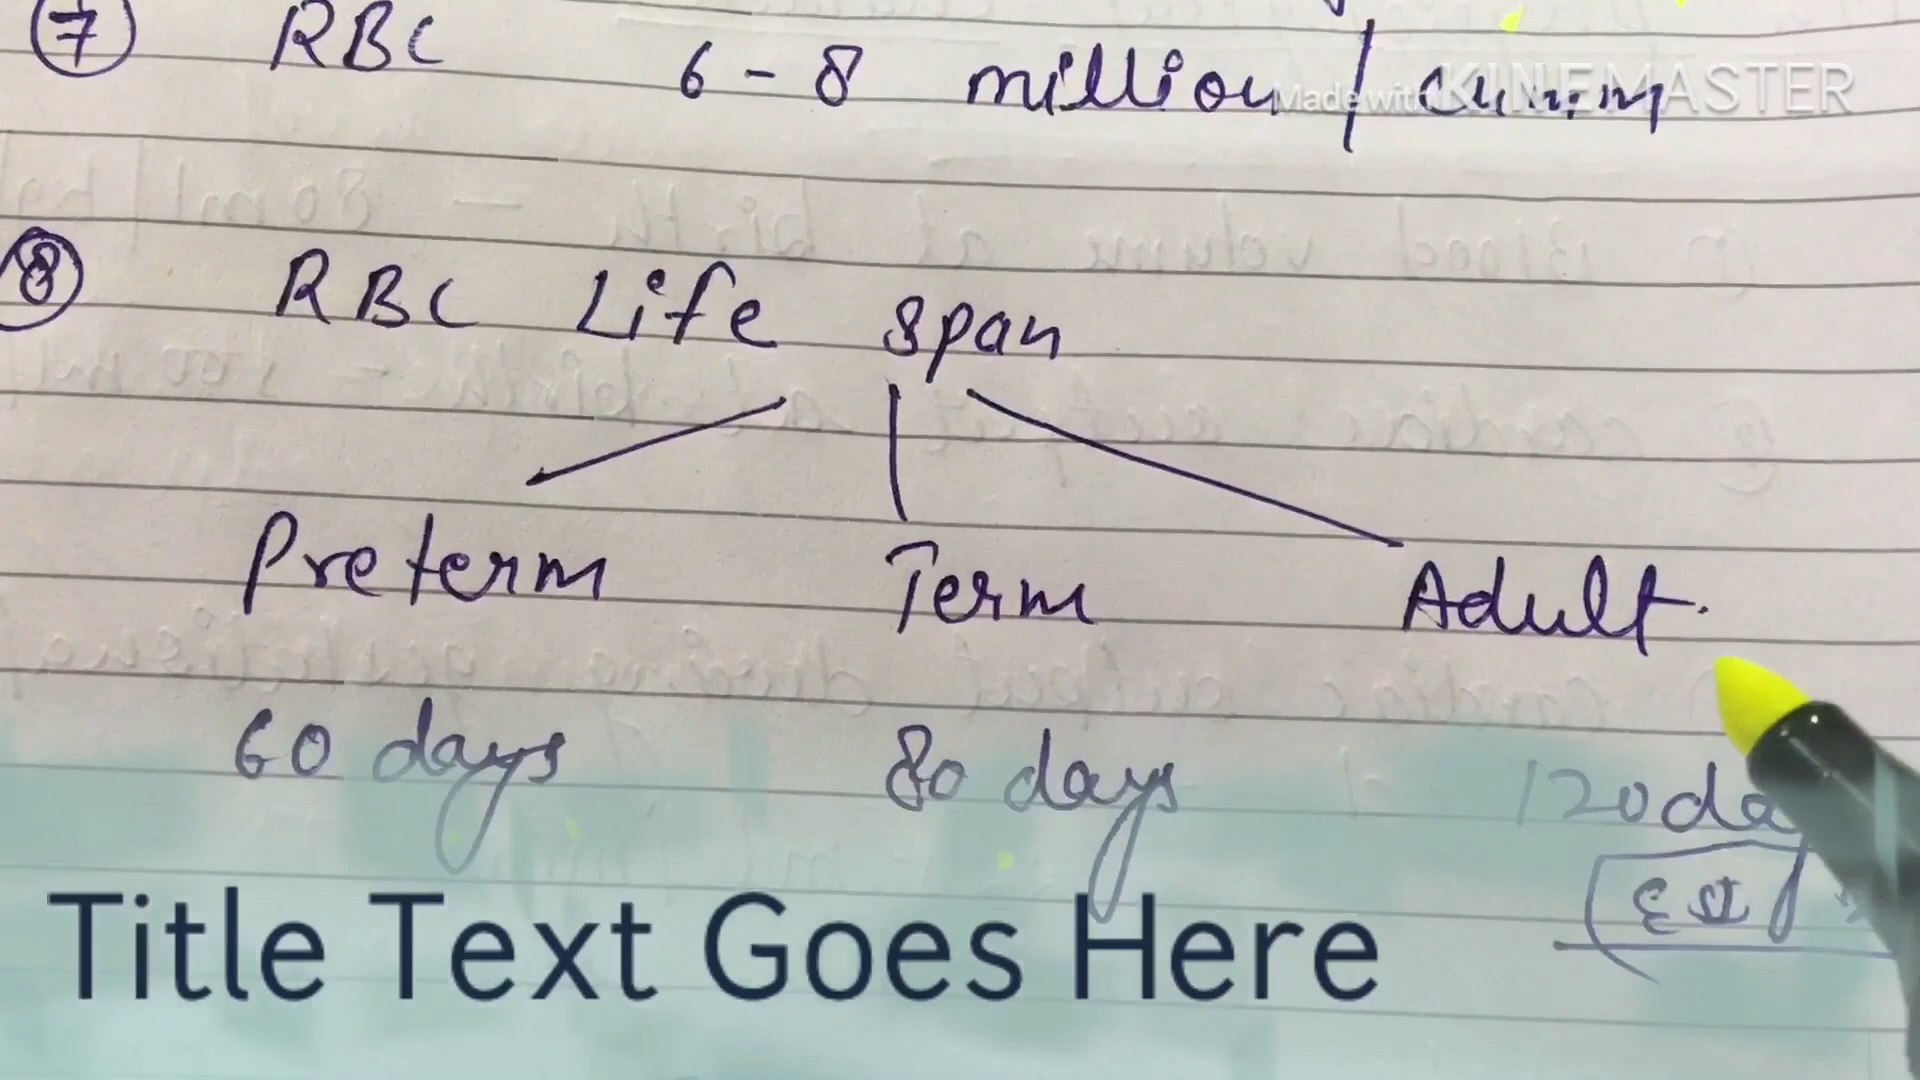 7 RBC 6 - 8 million / cumm
Made with KINEMASTER
8 RBC Life span
Preterm Term Adult.
60 days 80 days 120 da
Title Text Goes Here